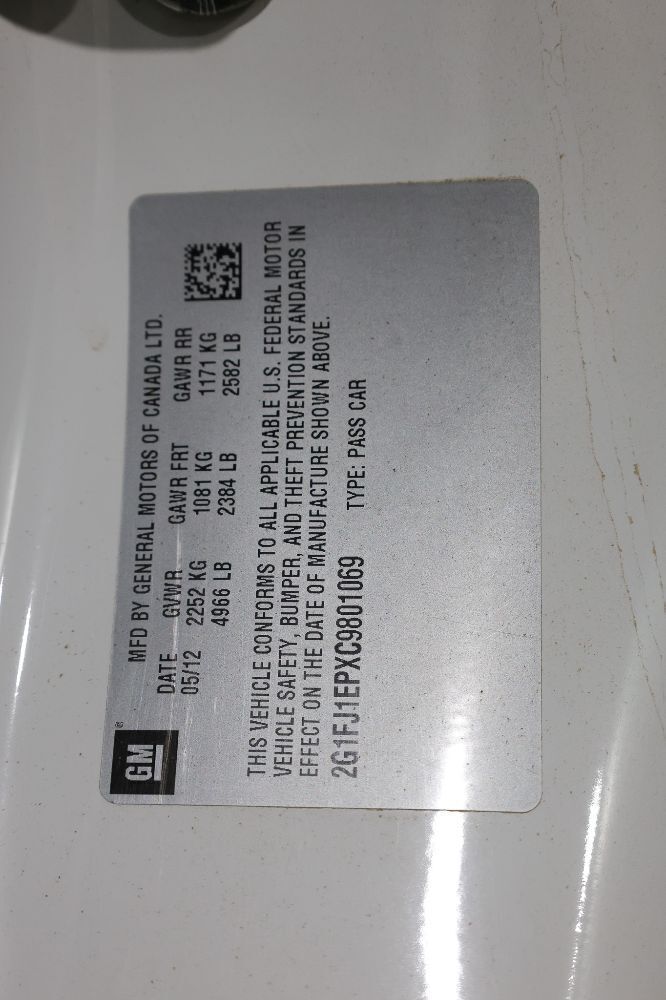 GM ®
MFD BY GENERAL MOTORS OF CANADA LTD.
DATE GVWR GAWR FRT GAWR RR
05/12 2252 KG 1081 KG 1171 KG
4966 LB 2384 LB 2582 LB
THIS VEHICLE CONFORMS TO ALL APPLICABLE U.S. FEDERAL MOTOR
VEHICLE SAFETY, BUMPER, AND THEFT PREVENTION STANDARDS IN
EFFECT ON THE DATE OF MANUFACTURE SHOWN ABOVE.
2G1FJ1EPXC9801069 TYPE: PASS CAR